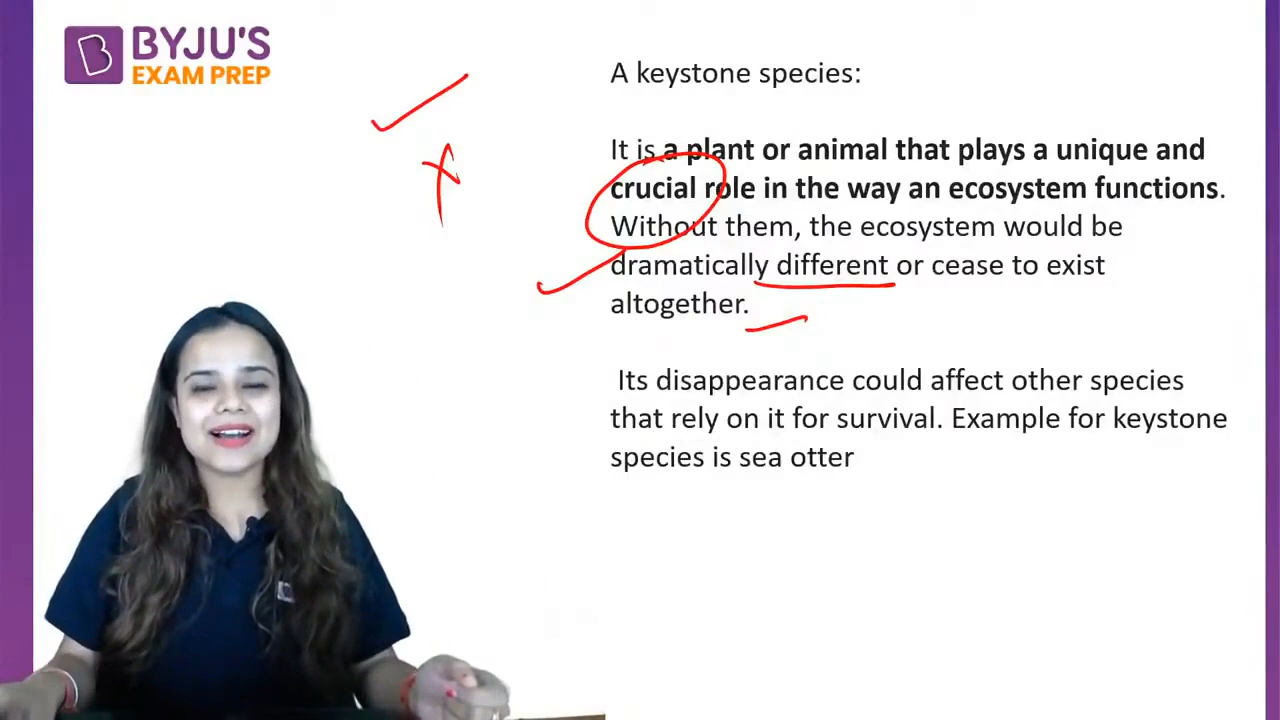 BYJU'S
EXAM PREP
A keystone species:
It is a plant or animal that plays a unique and
crucial role in the way an ecosystem functions.
Without them, the ecosystem would be
dramatically different or cease to exist
altogether.
Its disappearance could affect other species
that rely on it for survival. Example for keystone
species is sea otter